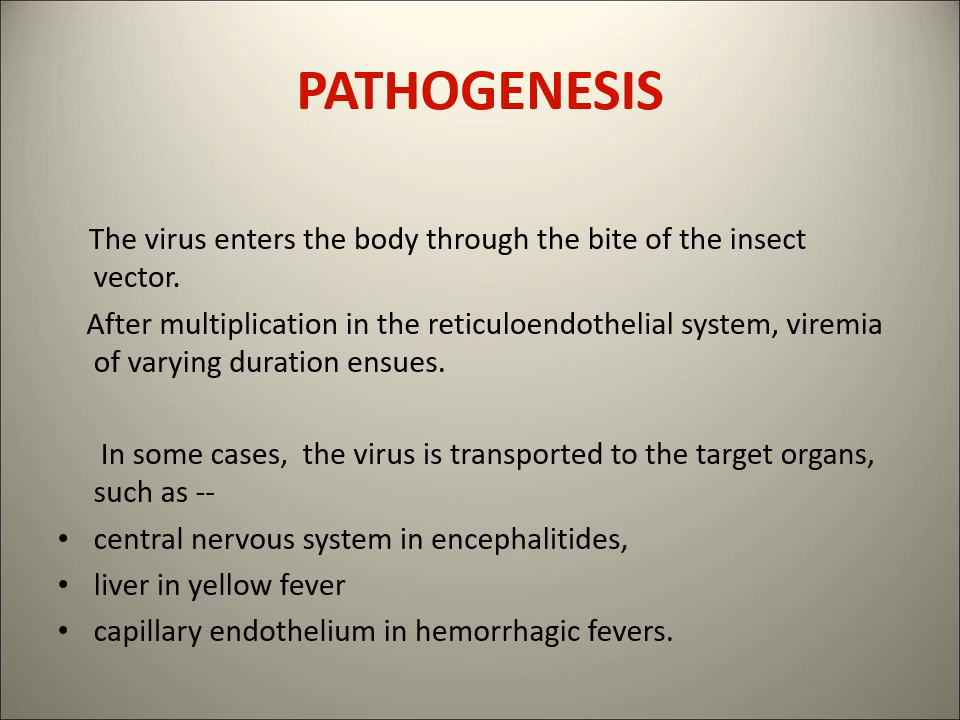 PATHOGENESIS
The virus enters the body through the bite of the insect
vector.
After multiplication in the reticuloendothelial system, viremia
of varying duration ensues.
In some cases,  the virus is transported to the target organs,
such as --
• central nervous system in encephalitides,
• liver in yellow fever
• capillary endothelium in hemorrhagic fevers.